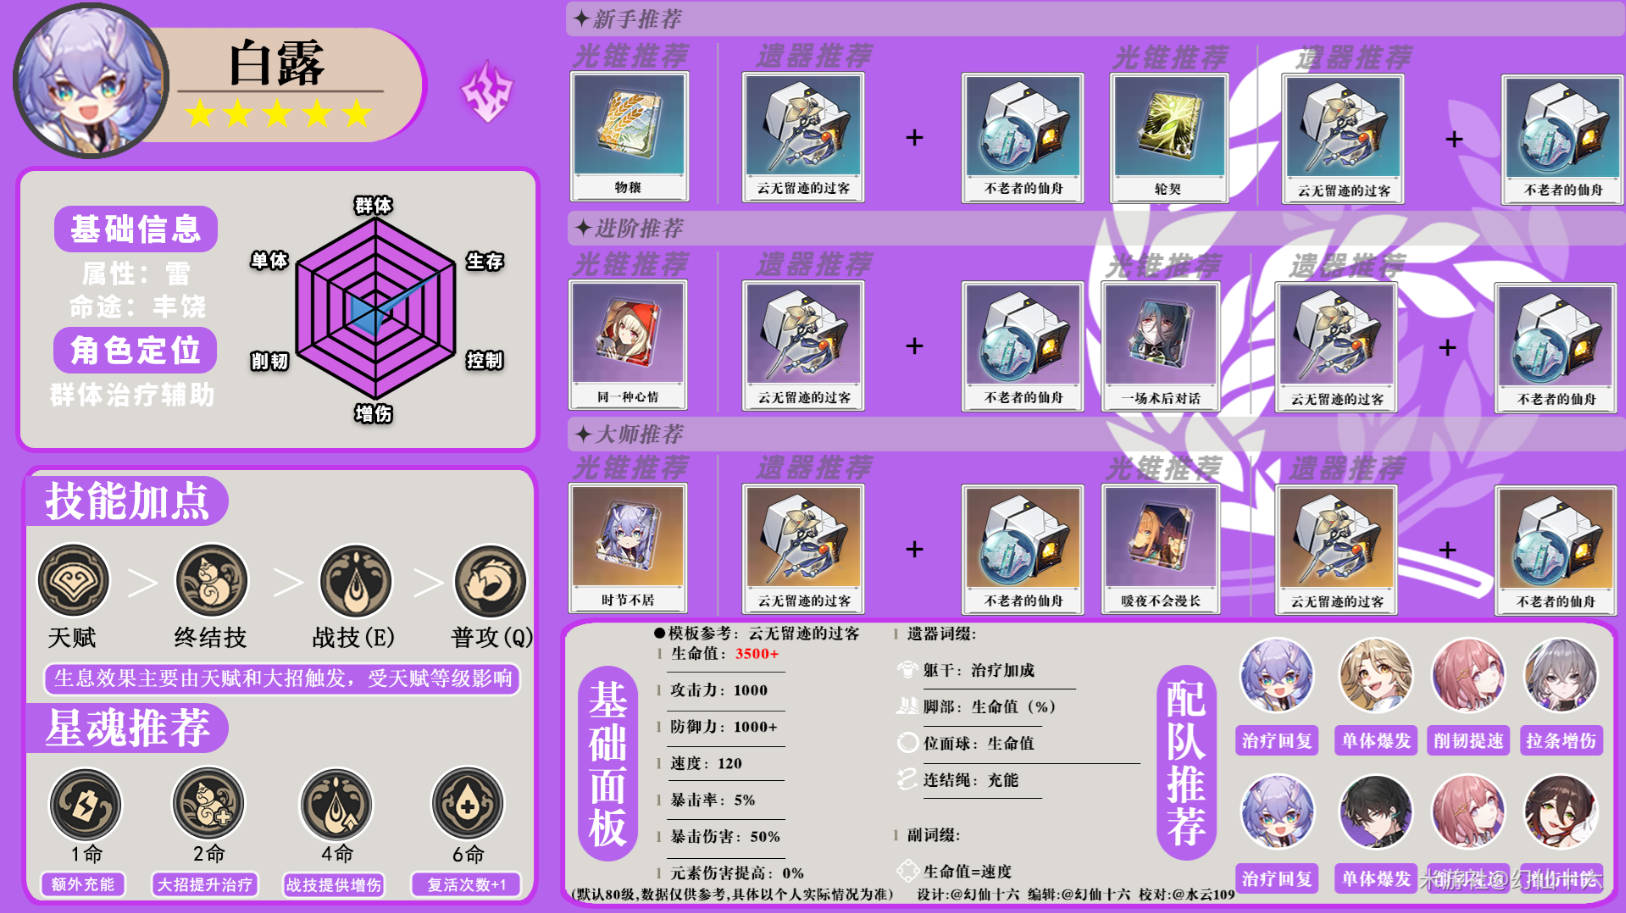 白露
基础信息
属性：雷
命途：丰饶
角色定位
群体治疗辅助
群体
单体
生存
削韧
控制
增伤
技能加点
天赋
>
终结技
>
战技(E)
>
普攻(Q)
生息效果主要由天赋和大招触发，受天赋等级影响
星魂推荐
1命
2命
4命
6命
额外充能
大招提升治疗
战技提供增伤
复活次数+1
新手推荐
光锥推荐
遗器推荐
光锥推荐
遗器推荐
物穰
云无留迹的过客
+
不老者的仙舟
轮契
云无留迹的过客
+
不老者的仙舟
进阶推荐
光锥推荐
遗器推荐
光锥推荐
遗器推荐
同一种心情
云无留迹的过客
+
不老者的仙舟
一场术后对话
云无留迹的过客
+
不老者的仙舟
大师推荐
光锥推荐
遗器推荐
光锥推荐
遗器推荐
时节不居
云无留迹的过客
+
不老者的仙舟
暖夜不会漫长
云无留迹的过客
+
不老者的仙舟
基础面板
●模板参考：云无留迹的过客
生命值：3500+
攻击力：1000
防御力：1000+
速度：120
暴击率：5%
暴击伤害：50%
元素伤害提高：0%
(默认80级,数据仅供参考,具体以个人实际情况为准)
遗器词缀:
躯干：治疗加成
脚部：生命值（%）
位面球：生命值
连结绳：充能
副词缀:
生命值=速度
设计:@幻仙十六 编辑:@幻仙十六 校对:@水云109
配队推荐
治疗回复
单体爆发
削韧提速
拉条增伤
治疗回复
单体爆发
米游社@幻仙十六